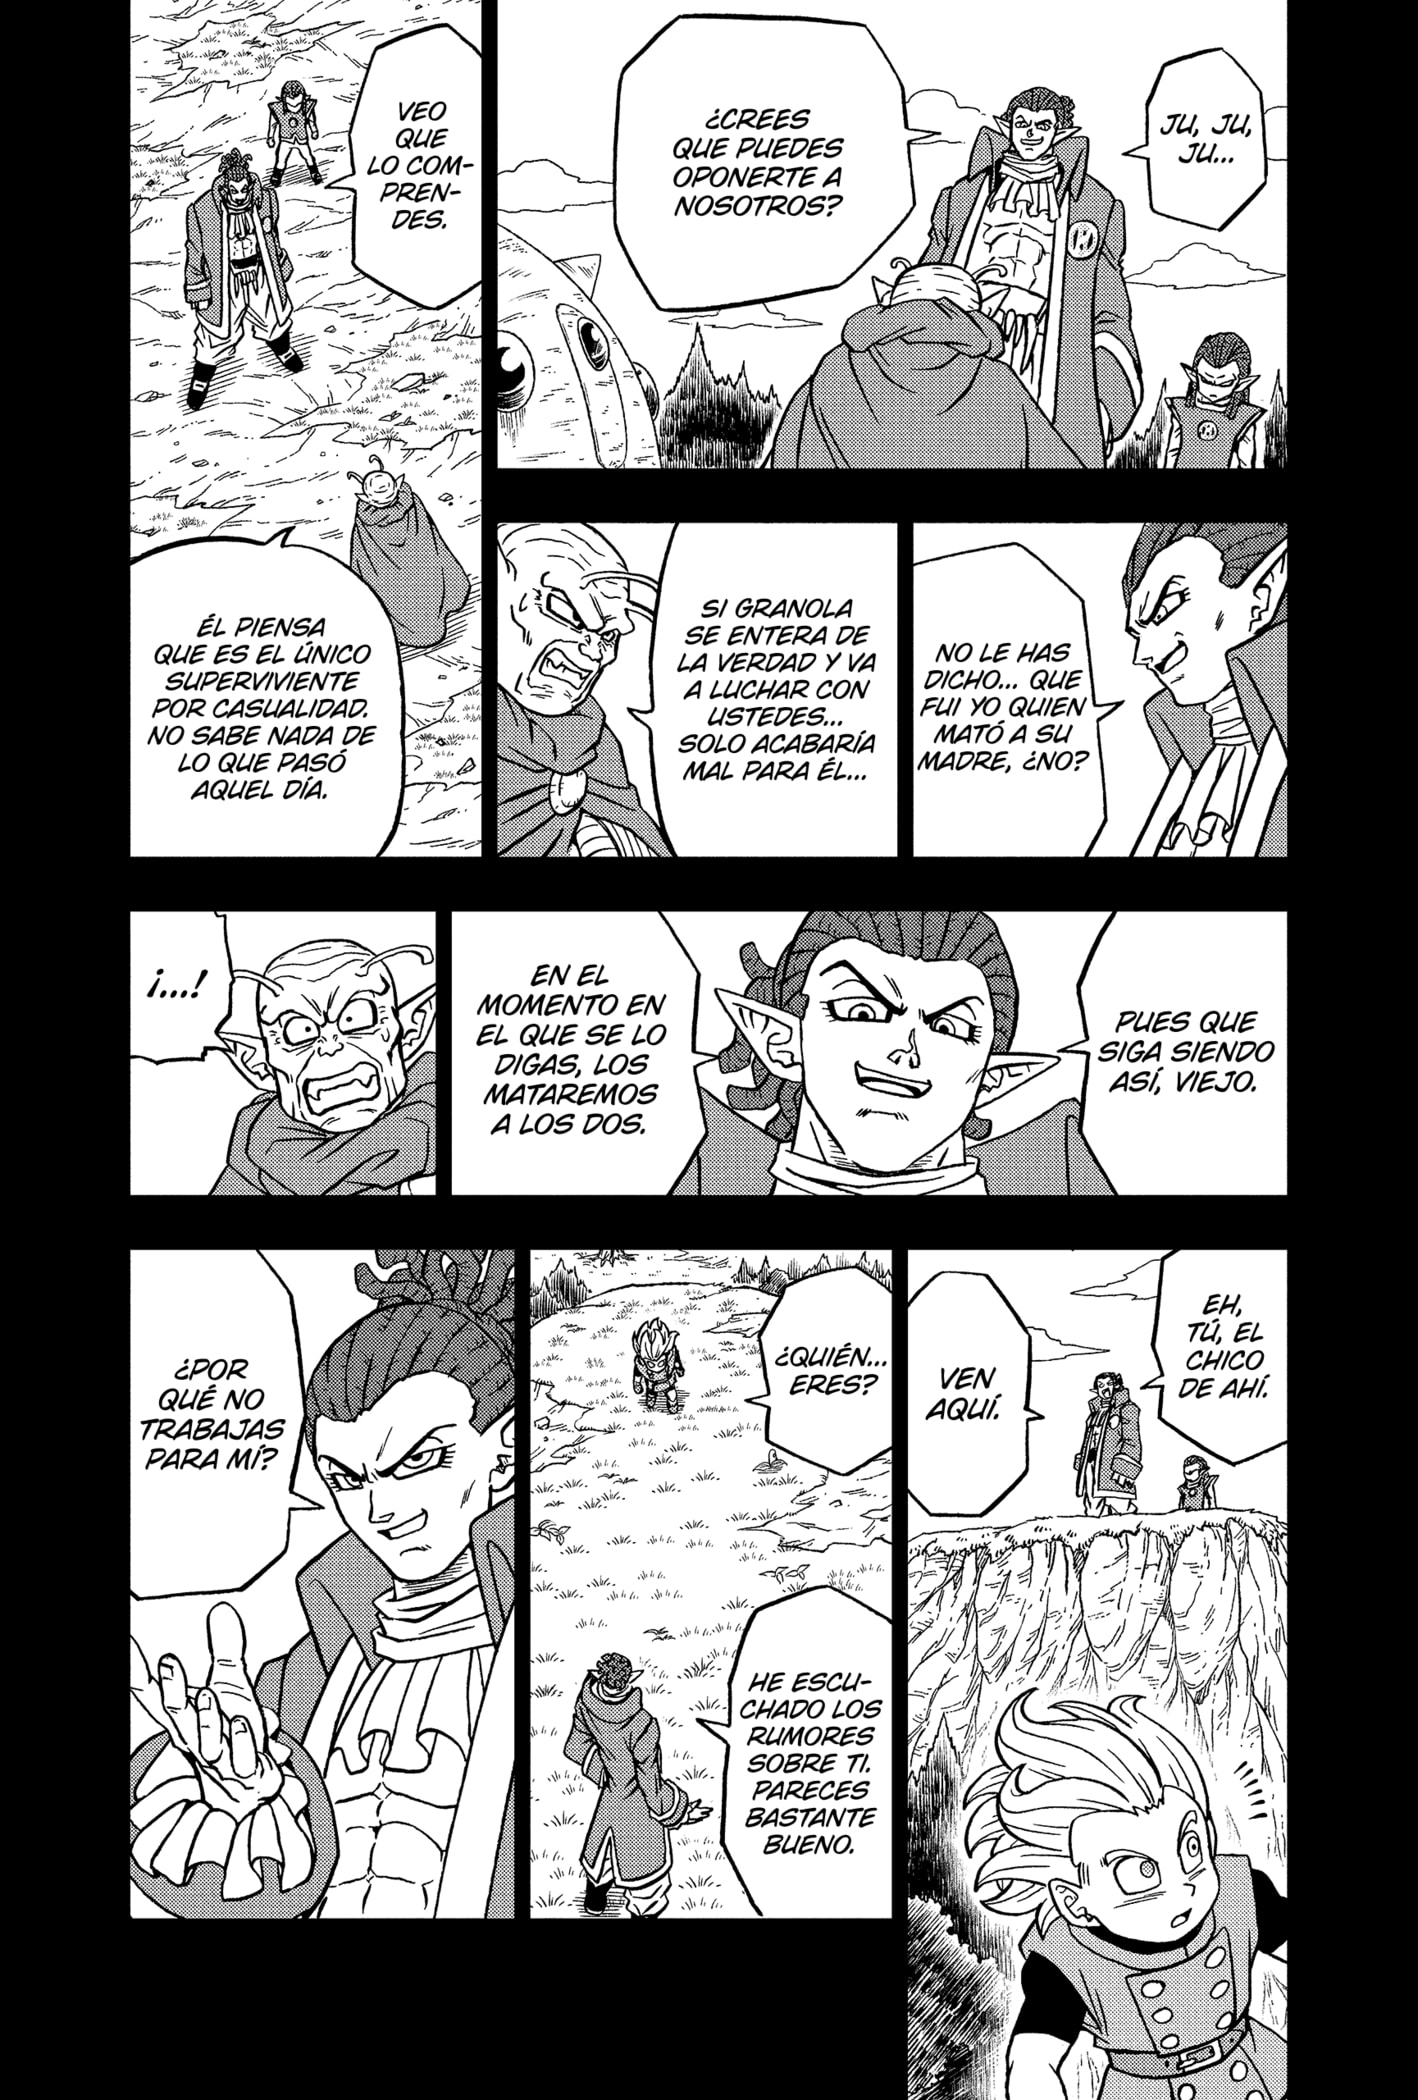 JU, JU,
JU...
¿CREES
QUE PUEDES
OPONERTE A
NOSOTROS?
VEO
QUE
LO COM-
PREN-
DES.
NO LE HAS
DICHO... QUE
FUI YO QUIEN
MATÓ A SU
MADRE, ¿NO?
SI GRANOLA
SE ENTERA DE
LA VERDAD Y VA
A LUCHAR CON
USTEDES...
SOLO ACABARÍA
MAL PARA ÉL...
ÉL PIENSA
QUE ES EL ÚNICO
SUPERVIVIENTE
POR CASUALIDAD.
NO SABE NADA DE
LO QUE PASÓ
AQUEL DÍA.
PUES QUE
SIGA SIENDO
ASÍ, VIEJO.
EN EL
MOMENTO EN
EL QUE SE LO
DIGAS, LOS
MATAREMOS
A LOS DOS.
¡...!
EH,
TÚ, EL
CHICO
DE AHÍ.
VEN
AQUÍ.
¿QUIÉN...
ERES?
HE ESCU-
CHADO LOS
RUMORES
SOBRE TI.
PARECES
BASTANTE
BUENO.
¿POR
QUÉ NO
TRABAJAS
PARA MÍ?